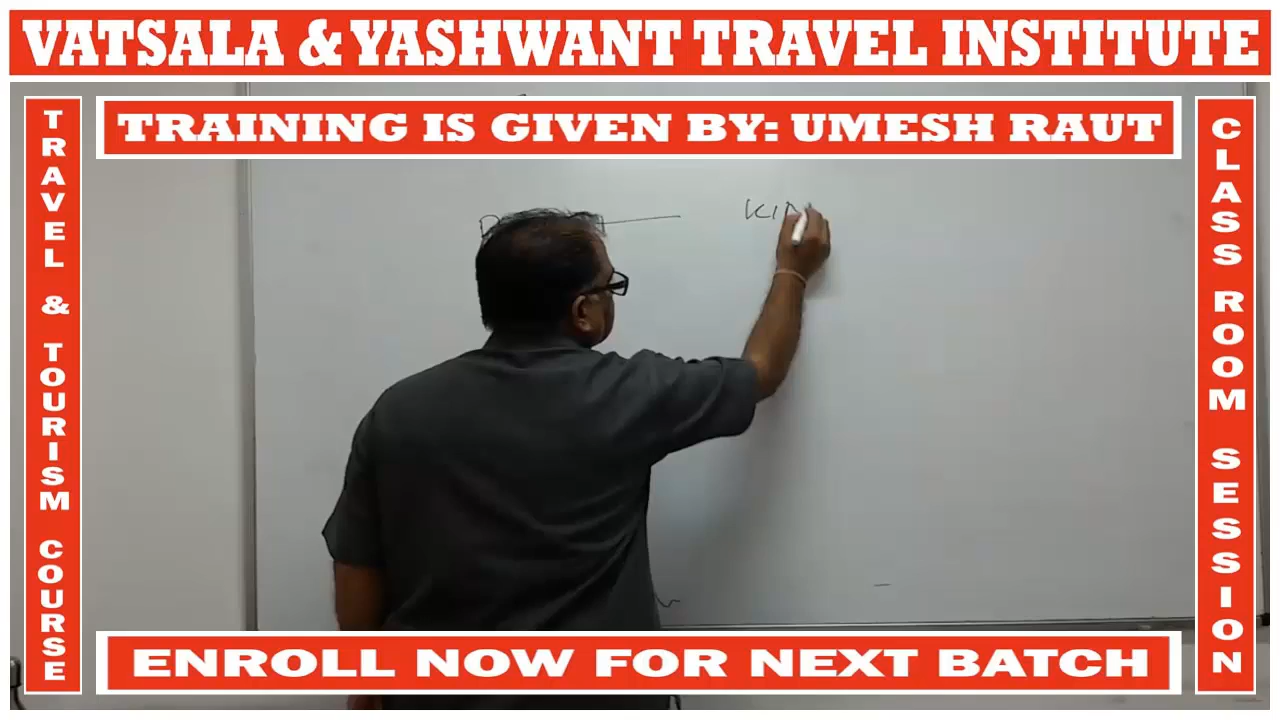 VATSALA & YASHWANT TRAVEL INSTITUTE
TRAINING IS GIVEN BY: UMESH RAUT
TRAVEL & TOURISM COURSE
CLASS ROOM SESSION
ENROLL NOW FOR NEXT BATCH